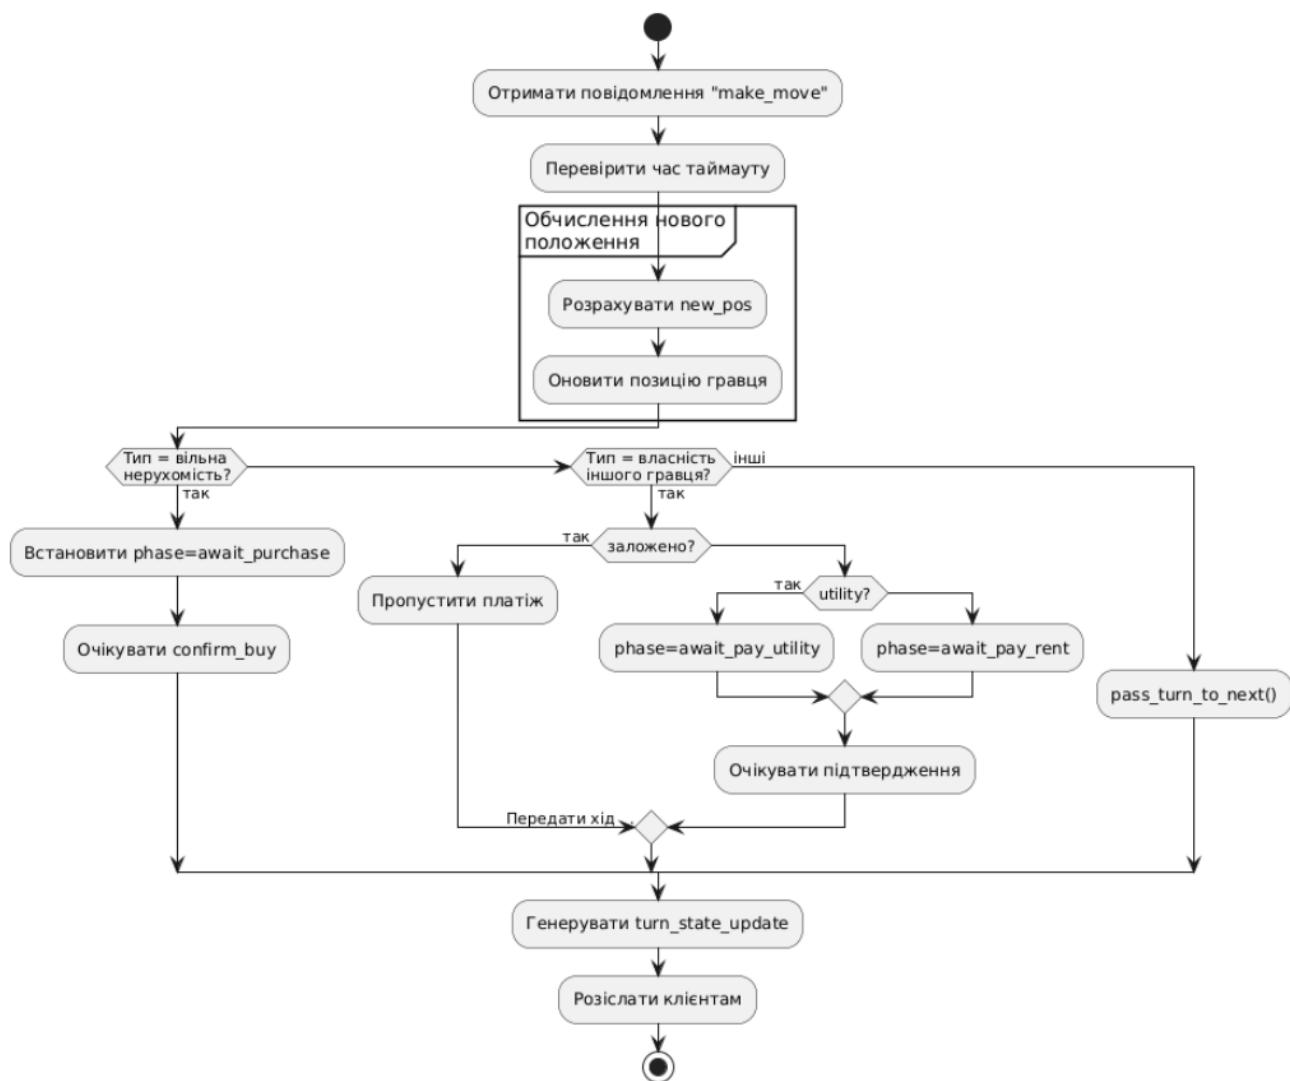 Отримати повідомлення "make_move"
Перевірити час таймауту
Обчислення нового
положення
Розрахувати new_pos
Оновити позицію гравця
Тип = вільна
нерухомість?
так
Встановити phase=await_purchase
Очікувати confirm_buy
Тип = власність
іншого гравця?
інші
так
заложено?
так
Пропустити платіж
utility?
так
phase=await_pay_utility
phase=await_pay_rent
Очікувати підтвердження
Передати хід
pass_turn_to_next()
Генерувати turn_state_update
Розіслати клієнтам